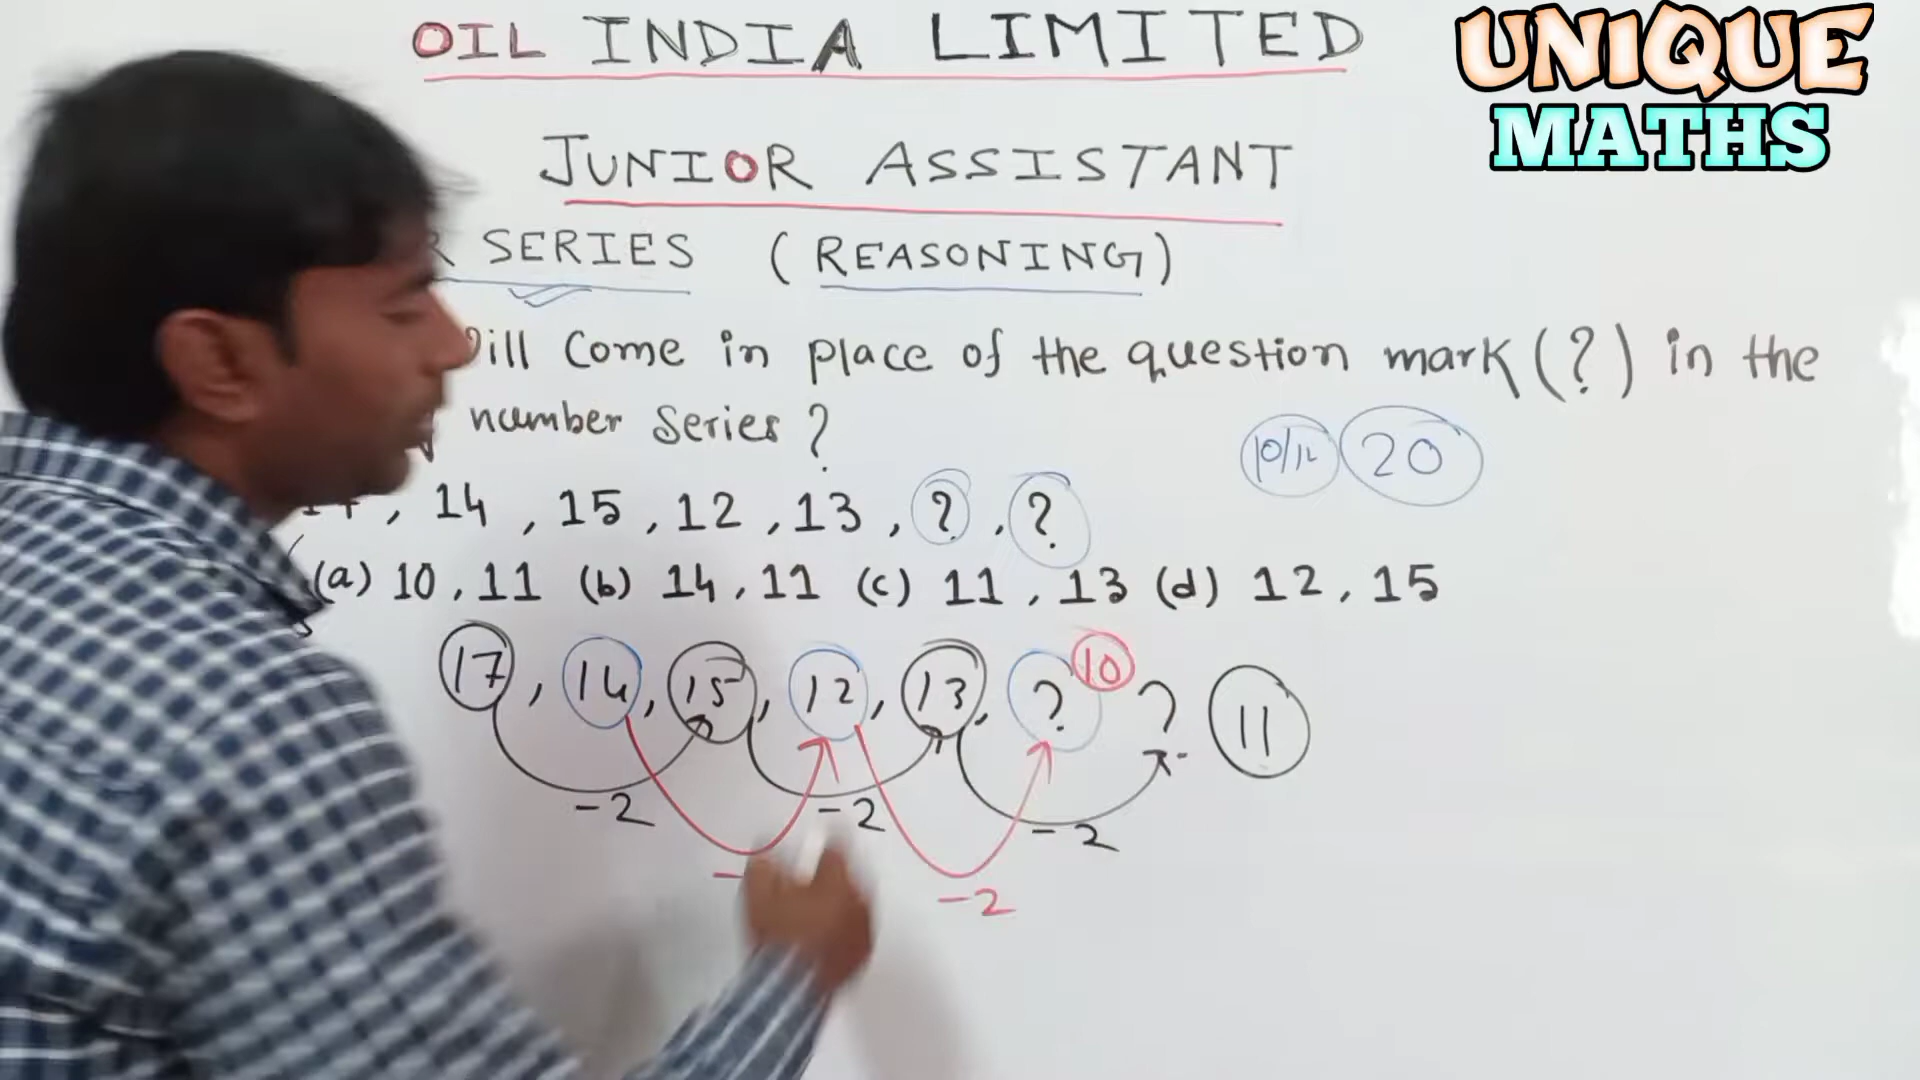 OIL INDIA LIMITED
UNIQUE
MATHS
JUNIOR ASSISTANT
SERIES (REASONING)
ill Come in place of the question mark (?) in the
number Series ?
10/12 20
, 14 , 15 , 12 , 13 , ? , ?
(a) 10 , 11 (b) 14 , 11 (c) 11 , 13 (d) 12 , 15
17 , 14 , 15 , 12 , 13 , ? 10 ? 11
-2 -2 -2
- -2